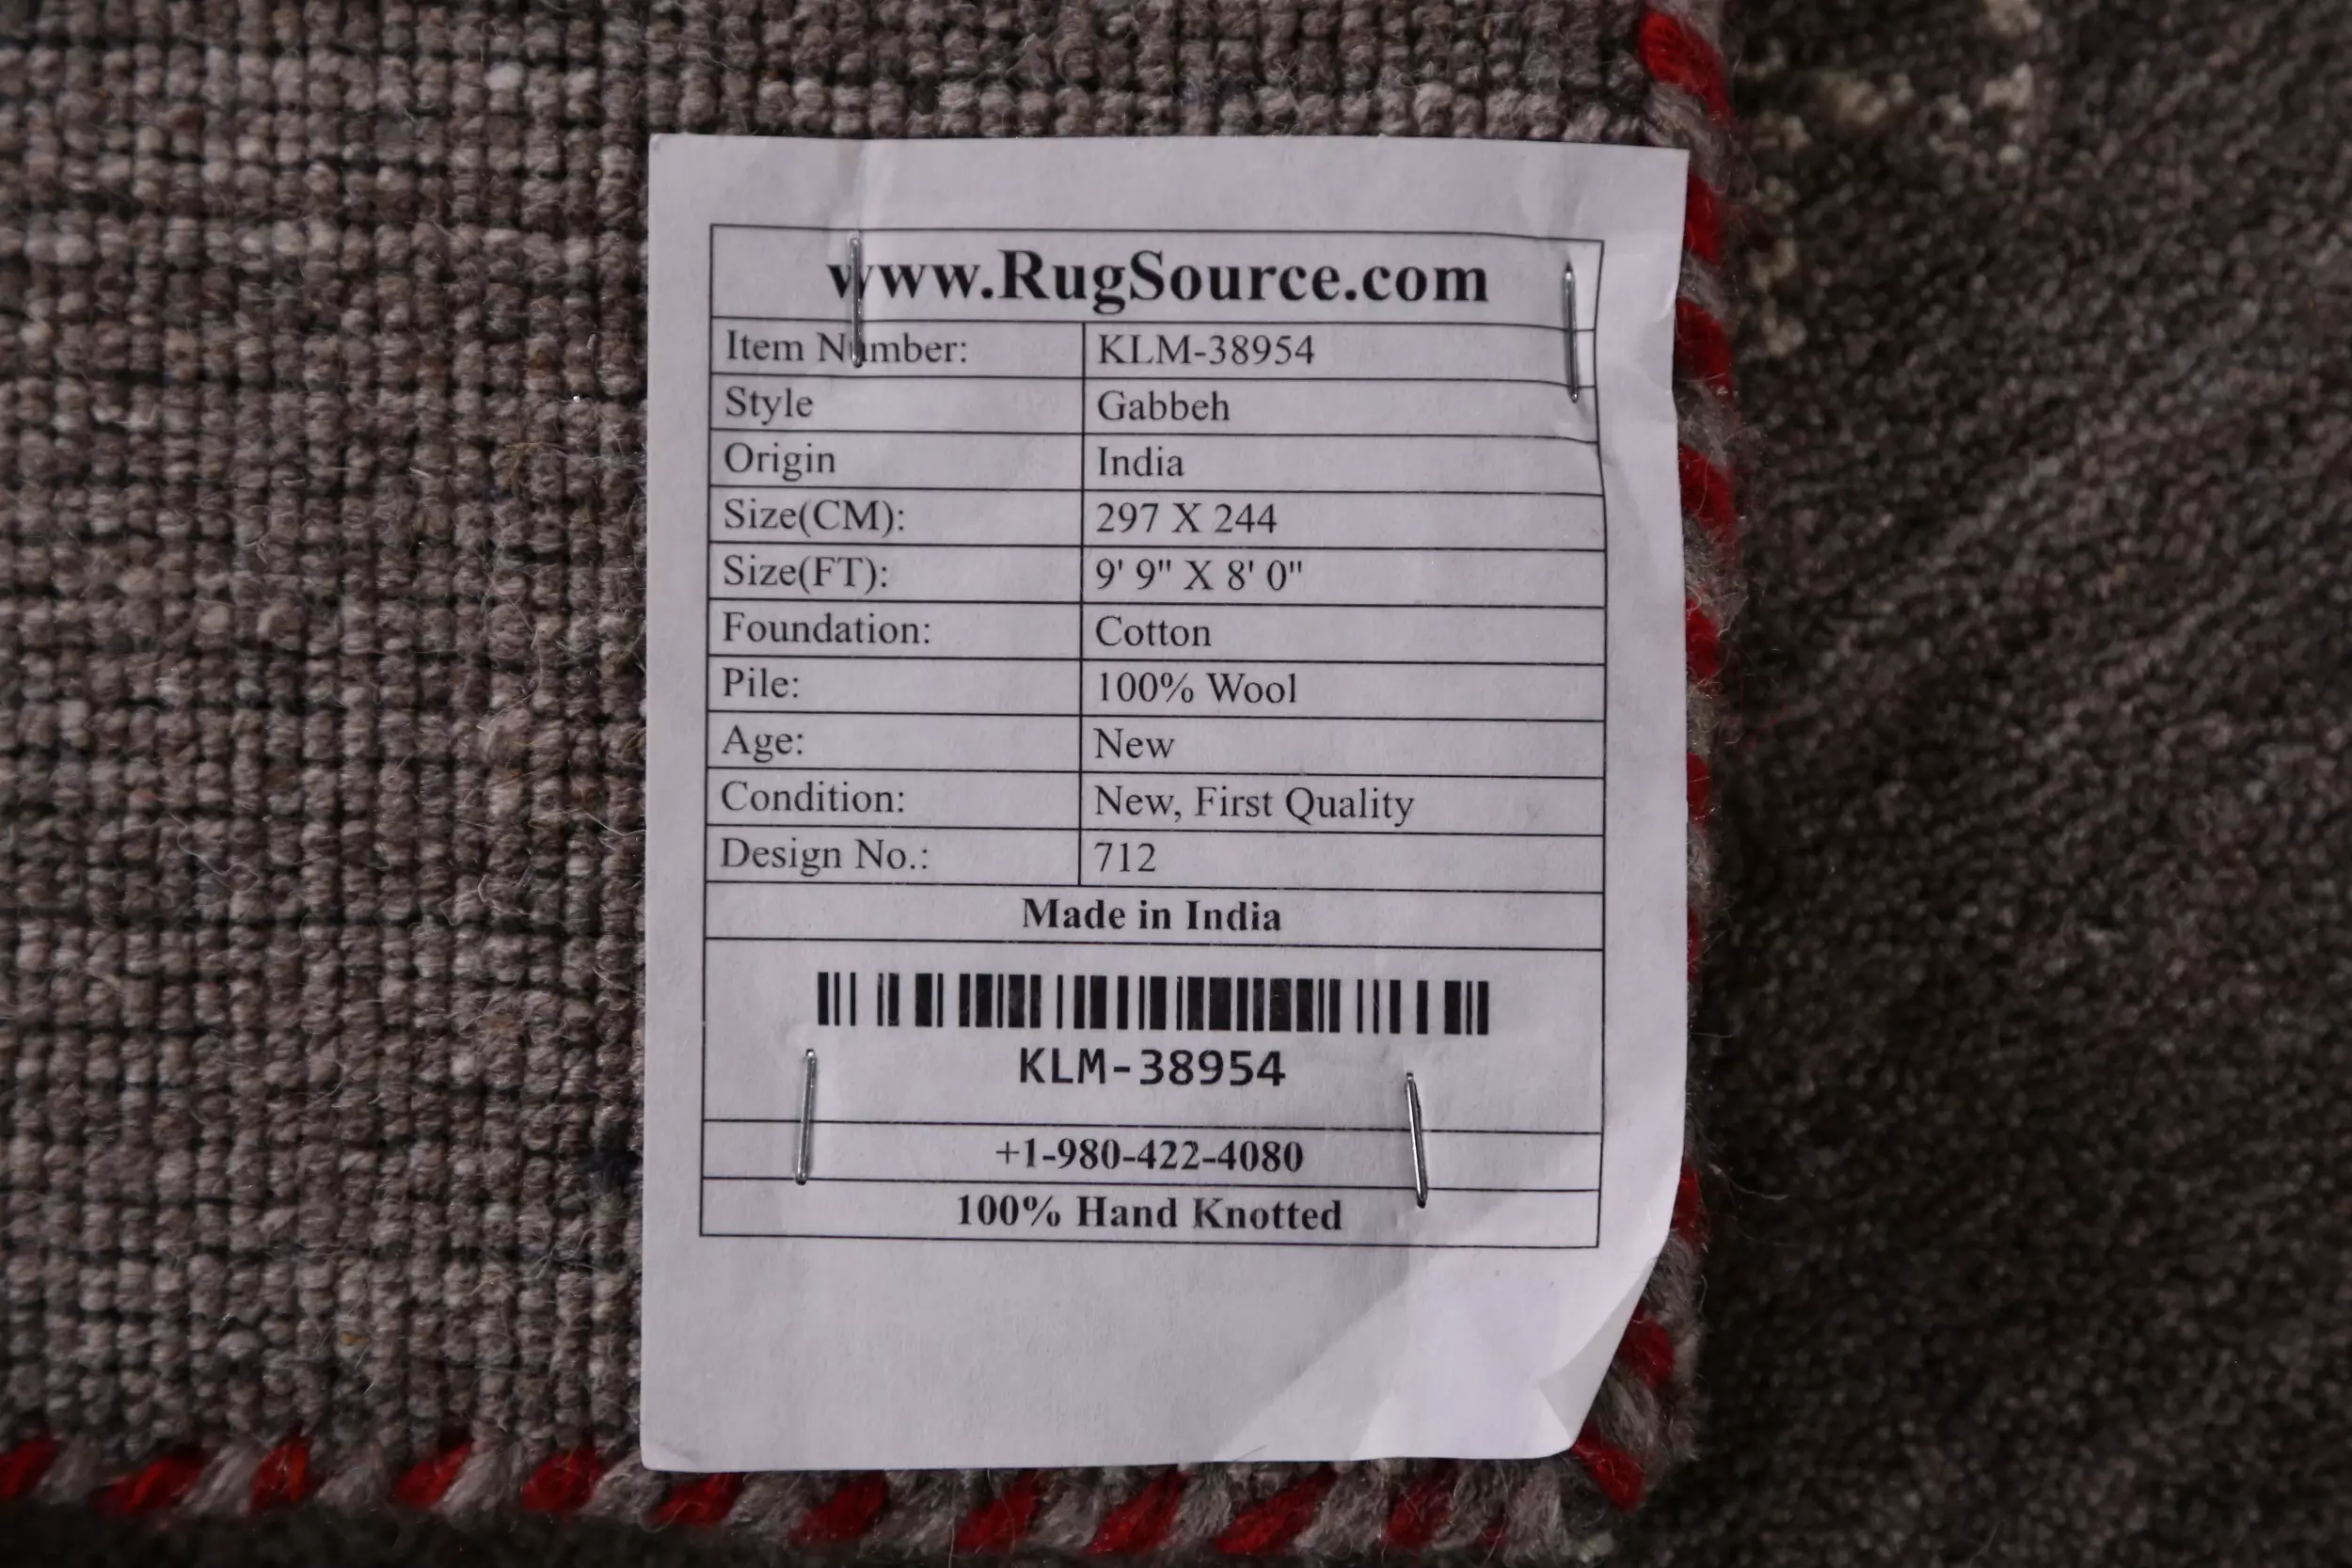 www.RugSource.com
Item Number: KLM-38954
Style Gabbeh
Origin India
Size(CM): 297 X 244
Size(FT): 9' 9" X 8' 0"
Foundation: Cotton
Pile: 100% Wool
Age: New
Condition: New, First Quality
Design No.: 712
Made in India
KLM-38954
+1-980-422-4080
100% Hand Knotted